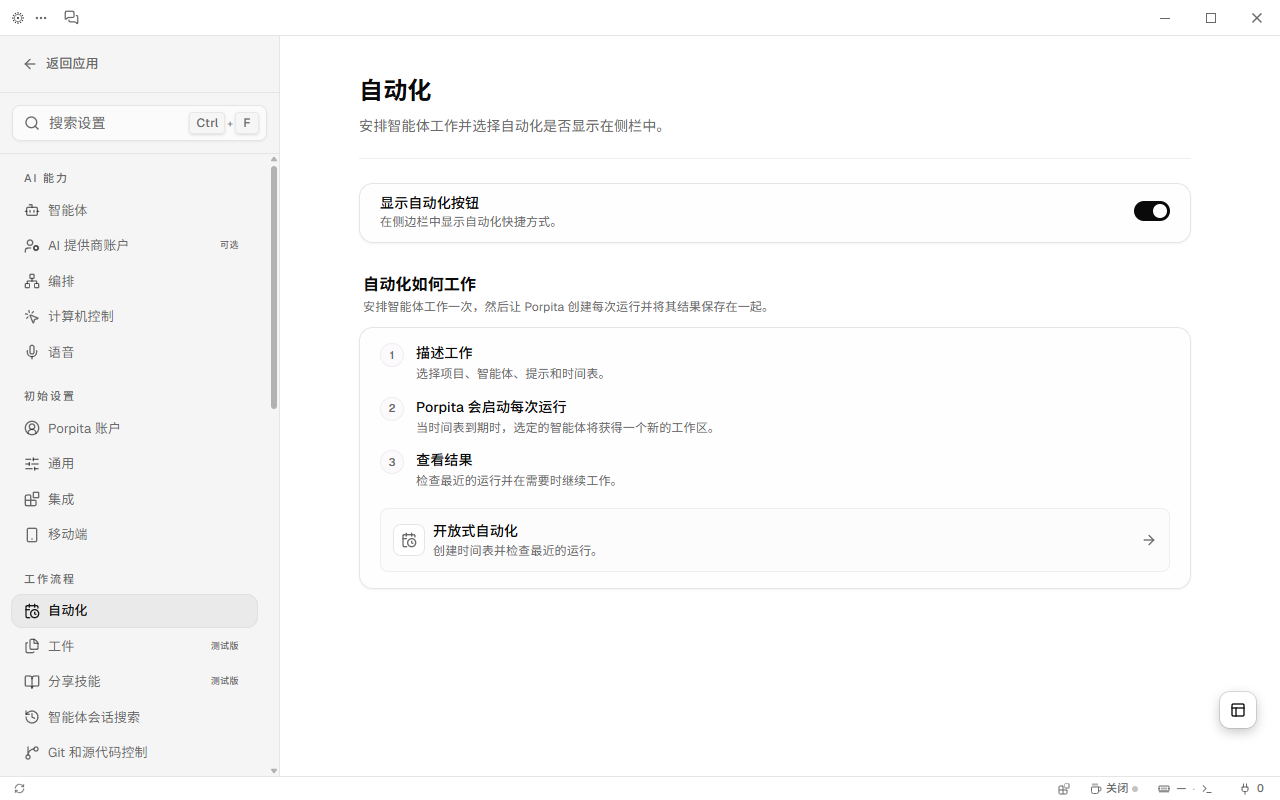 返回应用
搜索设置 Ctrl + F
AI 能力
智能体
AI 提供商账户 可选
编排
计算机控制
语音
初始设置
Porpita 账户
通用
集成
移动端
工作流程
自动化
工件 测试版
分享技能 测试版
智能体会话搜索
Git 和源代码控制
自动化
安排智能体工作并选择自动化是否显示在侧栏中。
显示自动化按钮
在侧边栏中显示自动化快捷方式。
自动化如何工作
安排智能体工作一次，然后让 Porpita 创建每次运行并将其结果保存在一起。
1 描述工作
选择项目、智能体、提示和时间表。
2 Porpita 会启动每次运行
当时间表到期时，选定的智能体将获得一个新的工作区。
3 查看结果
检查最近的运行并在需要时继续工作。
开放式自动化
创建时间表并检查最近的运行。
关闭 — · 0